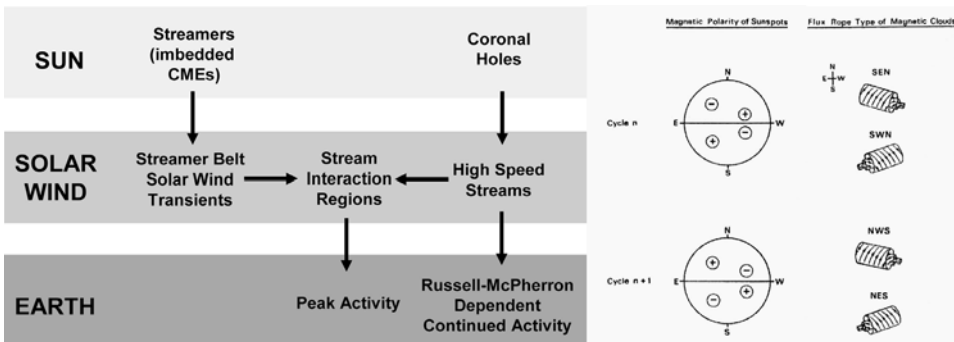 SUN
Streamers
(imbedded
CMEs)
Coronal
Holes
SOLAR
WIND
Streamer Belt
Solar Wind
Transients
Stream
Interaction
Regions
High Speed
Streams
EARTH
Peak Activity
Russell-McPherron
Dependent
Continued Activity
Magnetic Polarity of Sunspots
Flux Rope Type of Magnetic Clouds
Cycle n
N
E
W
S
−
+
−
+
N
E
W
S
SEN
SWN
Cycle n + 1
N
E
W
S
+
−
+
−
NWS
NES